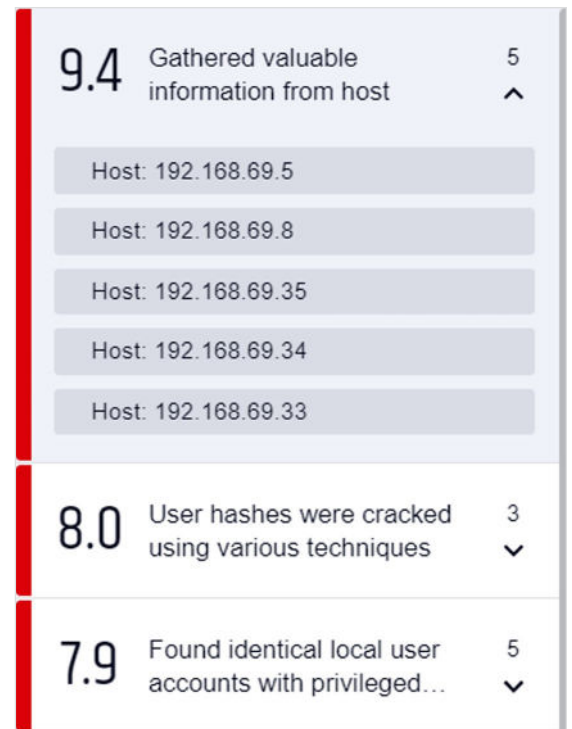 9.4 Gathered valuable 5
information from host
Host: 192.168.69.5
Host: 192.168.69.8
Host: 192.168.69.35
Host: 192.168.69.34
Host: 192.168.69.33
8.0 User hashes were cracked 3
using various techniques
7.9 Found identical local user 5
accounts with privileged...